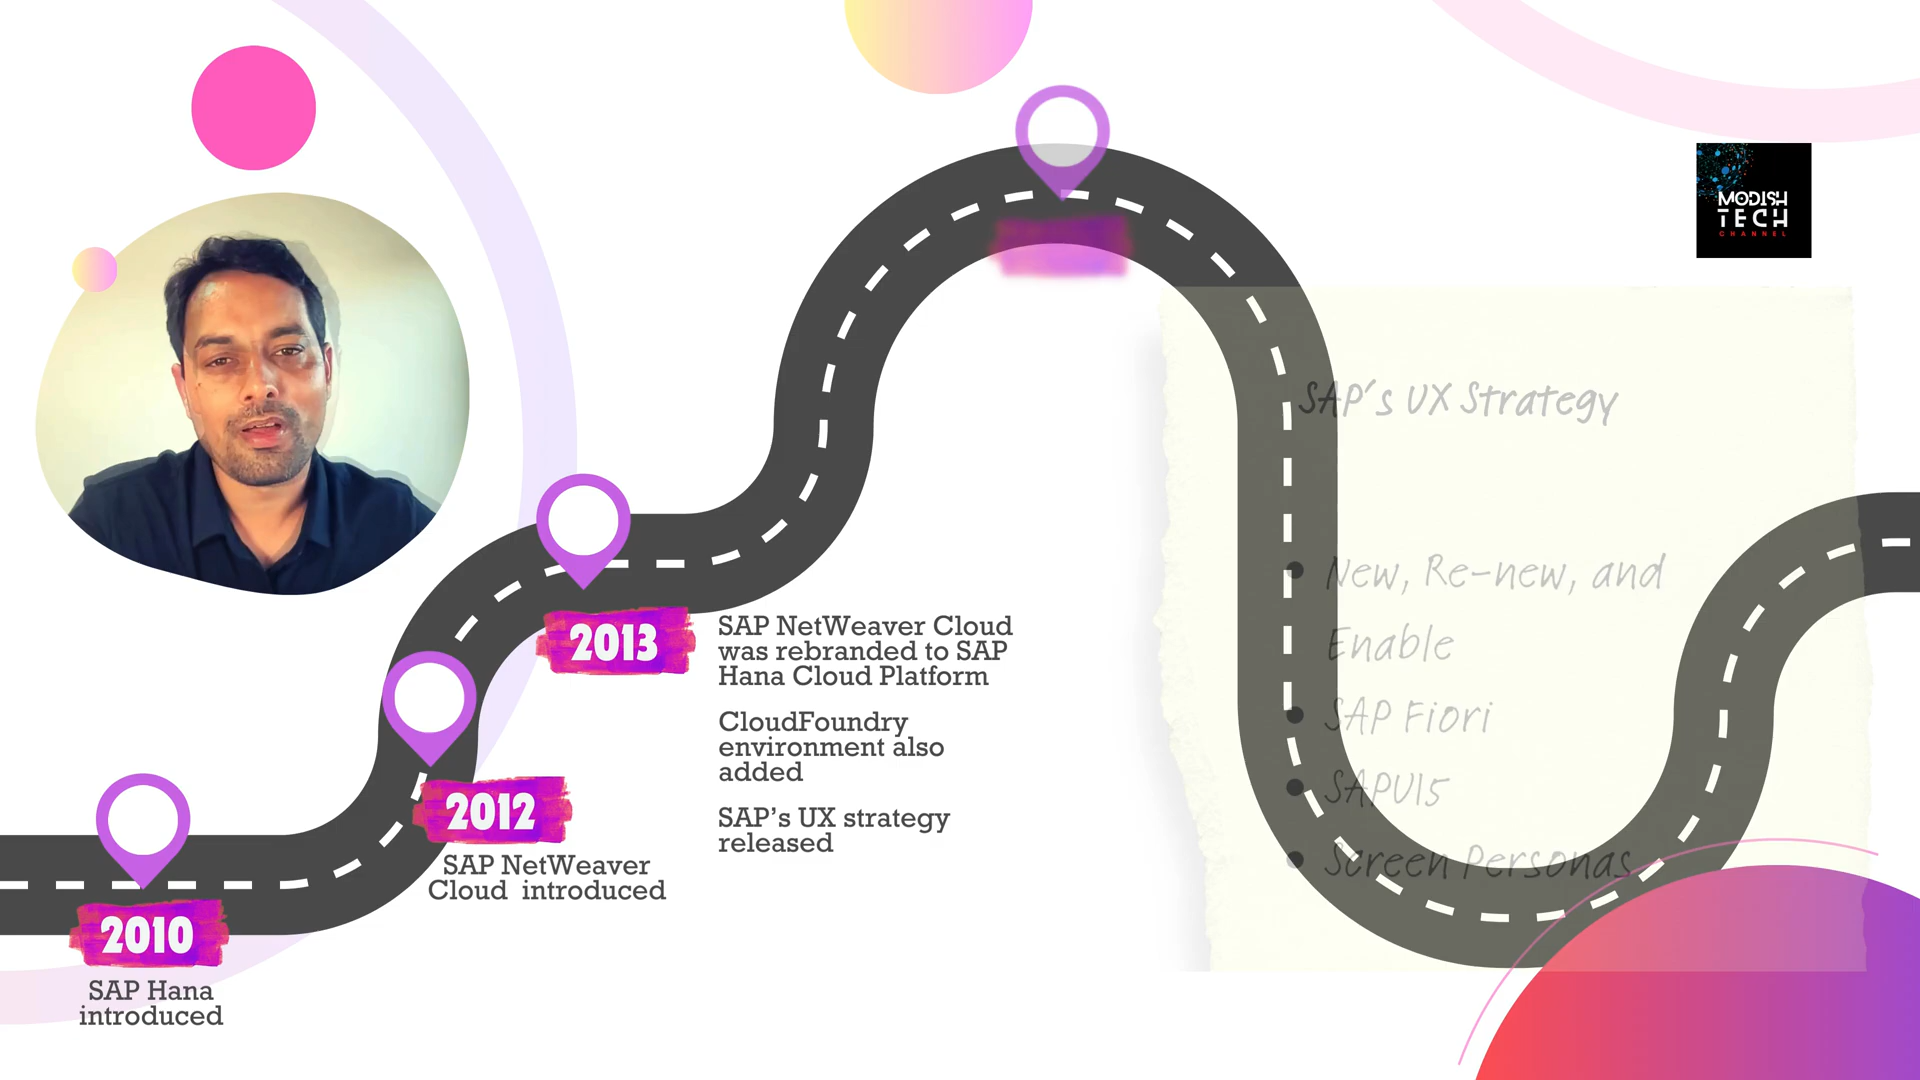 MODISH
TECH
CHANNEL
SAP's UX Strategy
New, Re-new, and
Enable
SAP Fiori
SAPUI5
Screen Personas
2013
SAP NetWeaver Cloud
was rebranded to SAP
Hana Cloud Platform
CloudFoundry
environment also
added
SAP's UX strategy
released
2012
SAP NetWeaver
Cloud introduced
2010
SAP Hana
introduced